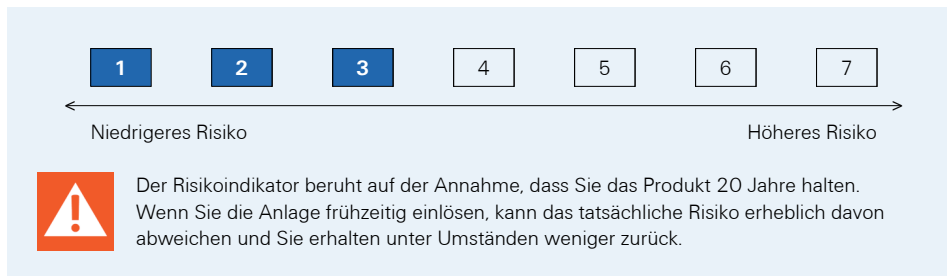 1 2 3 4 5 6 7
Niedrigeres Risiko Höheres Risiko
Der Risikoindikator beruht auf der Annahme, dass Sie das Produkt 20 Jahre halten.
Wenn Sie die Anlage frühzeitig einlösen, kann das tatsächliche Risiko erheblich davon
abweichen und Sie erhalten unter Umständen weniger zurück.